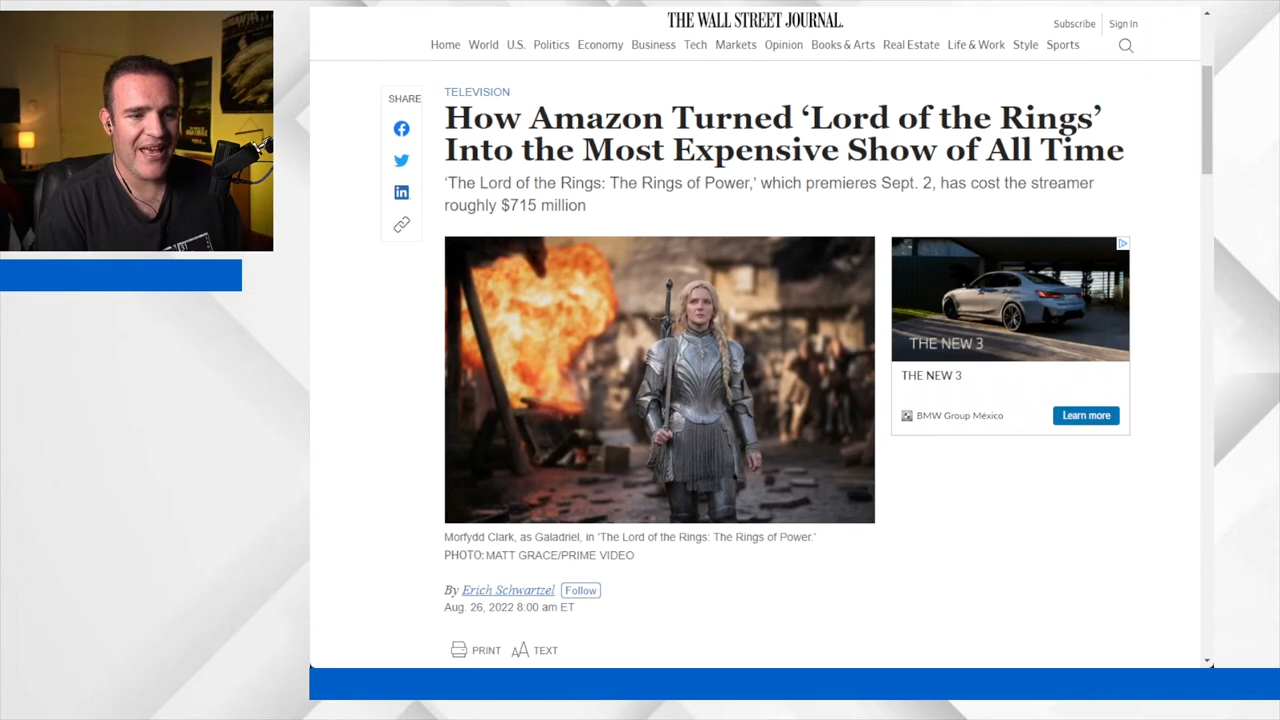 THE WALL STREET JOURNAL.
Subscribe
Sign In
Home World U.S. Politics Economy Business Tech Markets Opinion Books & Arts Real Estate Life & Work Style Sports
SHARE
TELEVISION
How Amazon Turned ‘Lord of the Rings’
Into the Most Expensive Show of All Time
‘The Lord of the Rings: The Rings of Power,’ which premieres Sept. 2, has cost the streamer
roughly $715 million
THE NEW 3
THE NEW 3
BMW Group México
Learn more
Morfydd Clark, as Galadriel, in ‘The Lord of the Rings: The Rings of Power.’
PHOTO: MATT GRACE/PRIME VIDEO
By Erich Schwartzel Follow
Aug. 26, 2022 8:00 am ET
PRINT
AA TEXT